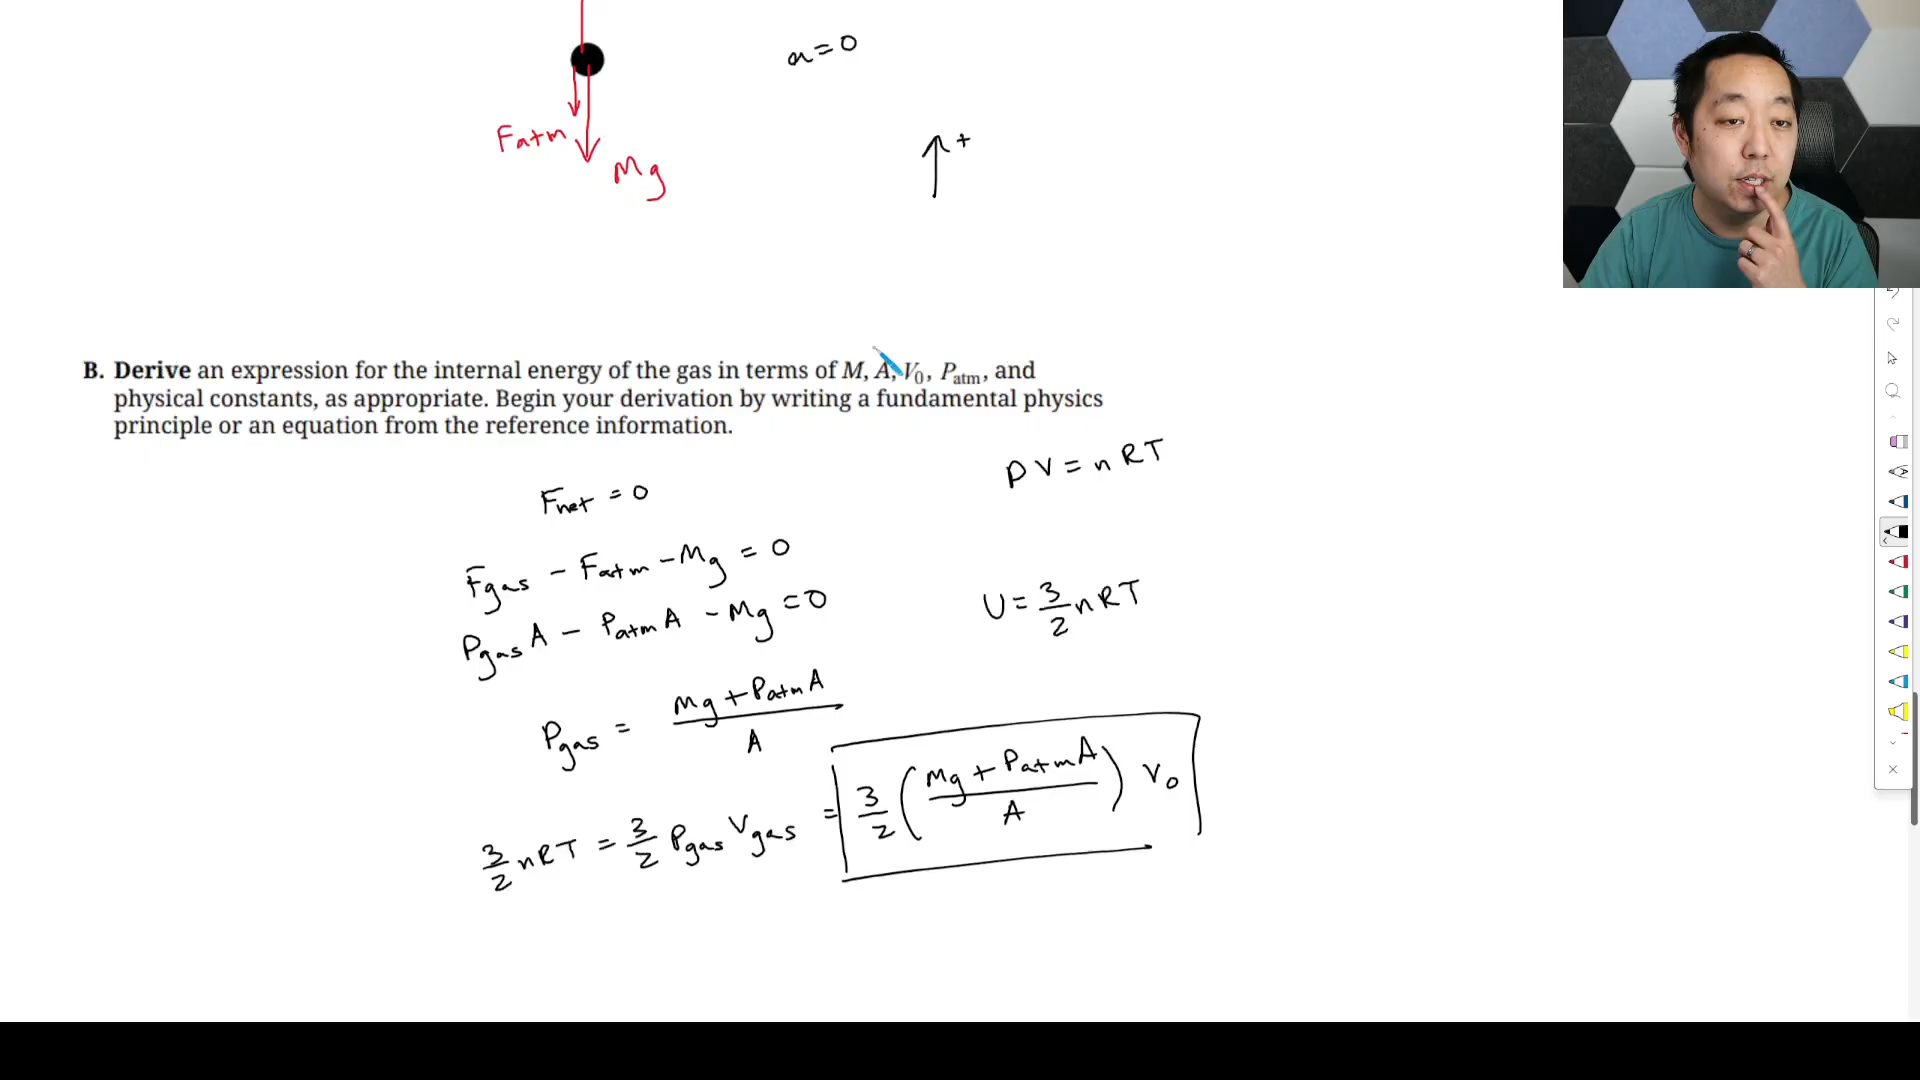 a = 0
Fatm
Mg
+
B. Derive an expression for the internal energy of the gas in terms of M, A, V₀, Patm, and
physical constants, as appropriate. Begin your derivation by writing a fundamental physics
principle or an equation from the reference information.
PV = nRT
Fnet = 0
Fgas - Fatm - Mg = 0
PgasA - PatmA - Mg = 0
U = 3/2 nRT
Pgas = (Mg + PatmA)/A
3/2 nRT = 3/2 Pgas Vgas = 3/2 ((Mg + PatmA)/A) V₀